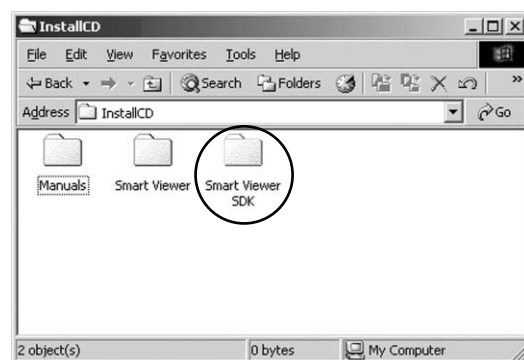 InstallCD
File Edit View Favorites Tools Help
Back Search Folders »
Address InstallCD Go
Manuals Smart Viewer Smart Viewer
SDK
2 object(s) 0 bytes My Computer